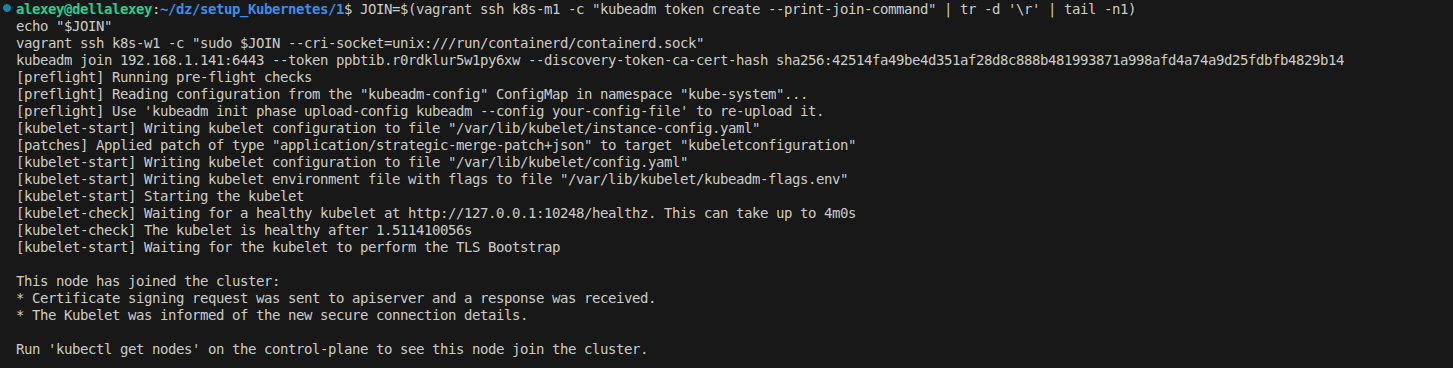 alexey@dellalexey:~/dz/setup_Kubernetes/1$ JOIN=$(vagrant ssh k8s-m1 -c "kubeadm token create --print-join-command" | tr -d '\r' | tail -n1)
echo "$JOIN"
vagrant ssh k8s-w1 -c "sudo $JOIN --cri-socket=unix:///run/containerd/containerd.sock"
kubeadm join 192.168.1.141:6443 --token ppbtib.r0rdklur5w1py6xw --discovery-token-ca-cert-hash sha256:42514fa49be4d351af28d8c888b481993871a998afd4a74a9d25fdbfb4829b14
[preflight] Running pre-flight checks
[preflight] Reading configuration from the "kubeadm-config" ConfigMap in namespace "kube-system"...
[preflight] Use 'kubeadm init phase upload-config kubeadm --config your-config-file' to re-upload it.
[kubelet-start] Writing kubelet configuration to file "/var/lib/kubelet/instance-config.yaml"
[patches] Applied patch of type "application/strategic-merge-patch+json" to target "kubeletconfiguration"
[kubelet-start] Writing kubelet configuration to file "/var/lib/kubelet/config.yaml"
[kubelet-start] Writing kubelet environment file with flags to file "/var/lib/kubelet/kubeadm-flags.env"
[kubelet-start] Starting the kubelet
[kubelet-check] Waiting for a healthy kubelet at http://127.0.0.1:10248/healthz. This can take up to 4m0s
[kubelet-check] The kubelet is healthy after 1.511410056s
[kubelet-start] Waiting for the kubelet to perform the TLS Bootstrap

This node has joined the cluster:
* Certificate signing request was sent to apiserver and a response was received.
* The Kubelet was informed of the new secure connection details.

Run 'kubectl get nodes' on the control-plane to see this node join the cluster.